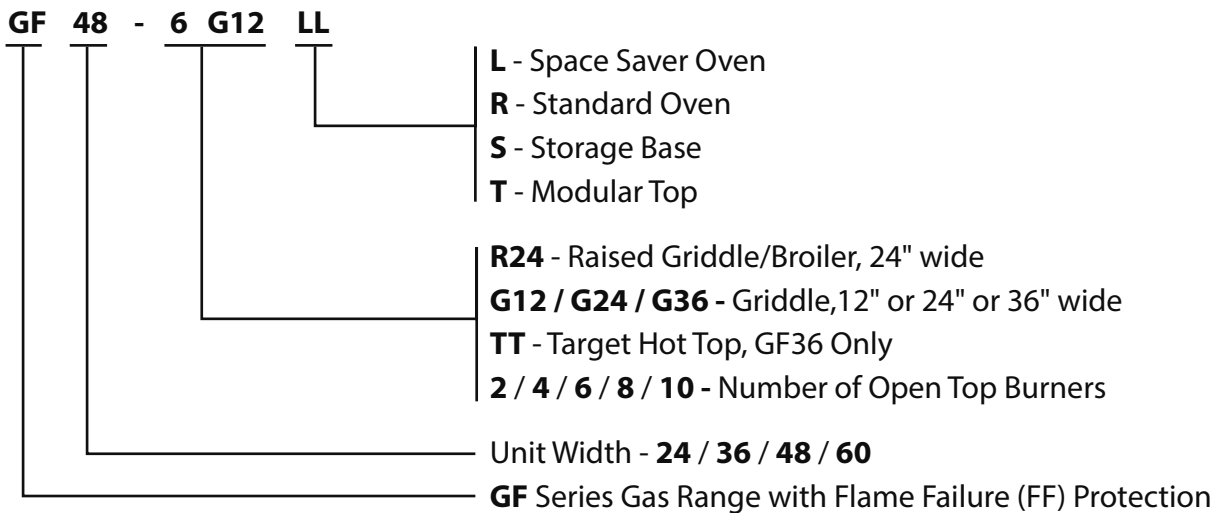 GF 48 - 6 G12 LL
L - Space Saver Oven
R - Standard Oven
S - Storage Base
T - Modular Top
R24 - Raised Griddle/Broiler, 24" wide
G12 / G24 / G36 - Griddle,12" or 24" or 36" wide
TT - Target Hot Top, GF36 Only
2 / 4 / 6 / 8 / 10 - Number of Open Top Burners
Unit Width - 24 / 36 / 48 / 60
GF Series Gas Range with Flame Failure (FF) Protection